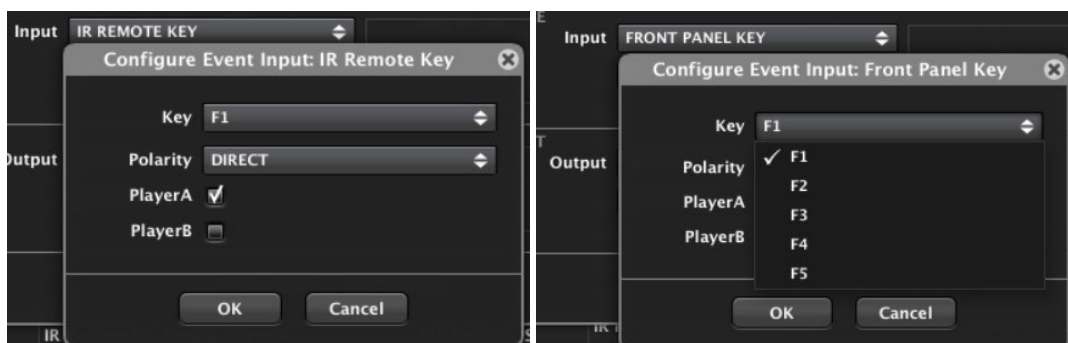 Input IR REMOTE KEY
Configure Event Input: IR Remote Key
Key F1
Output
Polarity DIRECT
PlayerA
PlayerB
OK Cancel
IR
Input FRONT PANEL KEY
Configure Event Input: Front Panel Key
Key F1
Output
Polarity
PlayerA
PlayerB
F1
F2
F3
F4
F5
OK Cancel